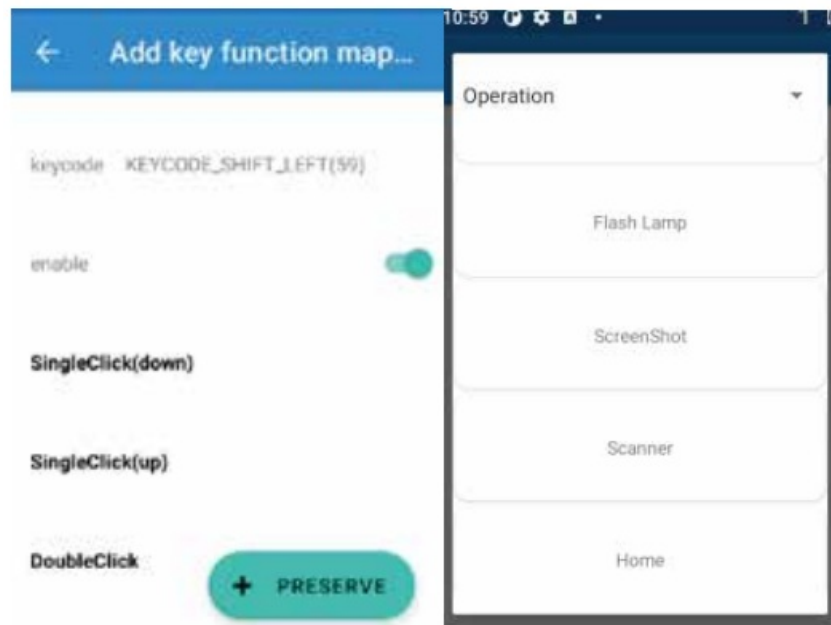 Add key function map...
keycode KEYCODE_SHIFT_LEFT(59)
enable
SingleClick(down)
SingleClick(up)
DoubleClick
+ PRESERVE
10:59
Operation
Flash Lamp
ScreenShot
Scanner
Home